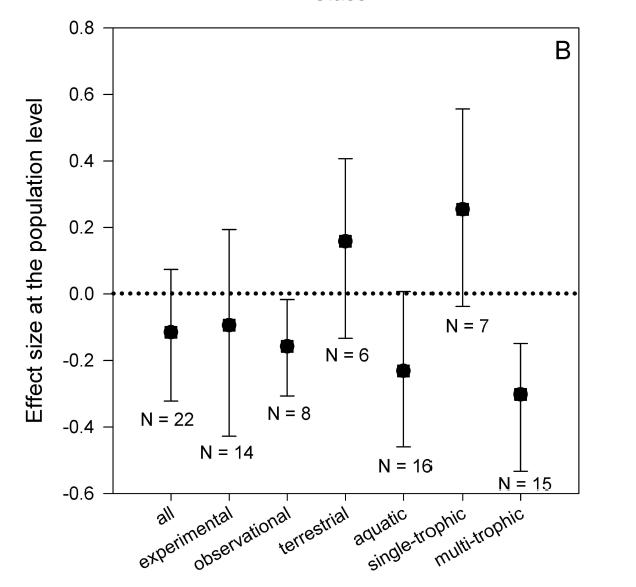 B
Effect size at the population level
0.8
0.6
0.4
0.2
0.0
-0.2
-0.4
-0.6
N = 22
N = 14
N = 8
N = 6
N = 16
N = 7
N = 15
all
experimental
observational
terrestrial
aquatic
single-trophic
multi-trophic